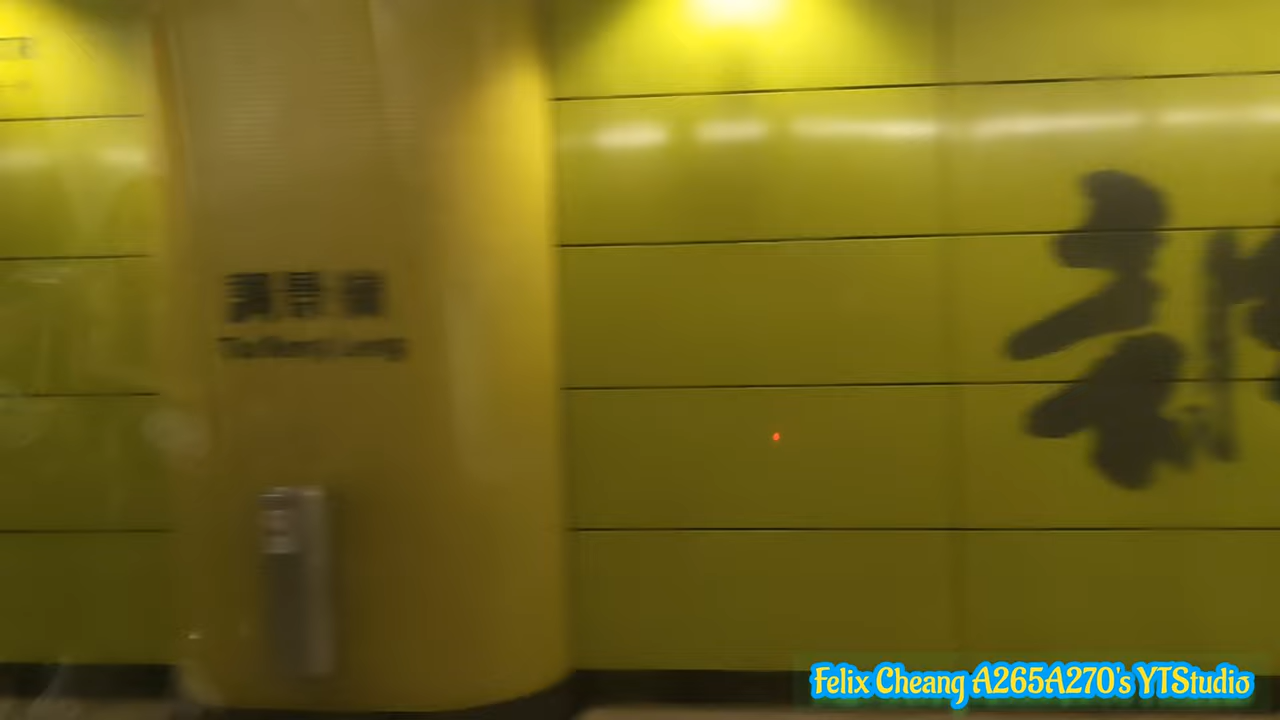 調景嶺
Tiu Keng Leng
Felix Cheang A265A270's YTStudio